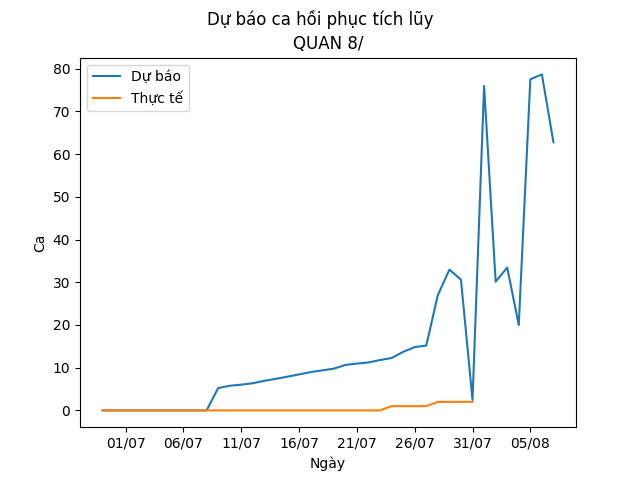 Dự báo ca hồi phục tích lũy
QUAN 8/
Dự báo
Thực tế
80
70
60
50
40
30
20
10
0
Ca
01/07 06/07 11/07 16/07 21/07 26/07 31/07 05/08
Ngày